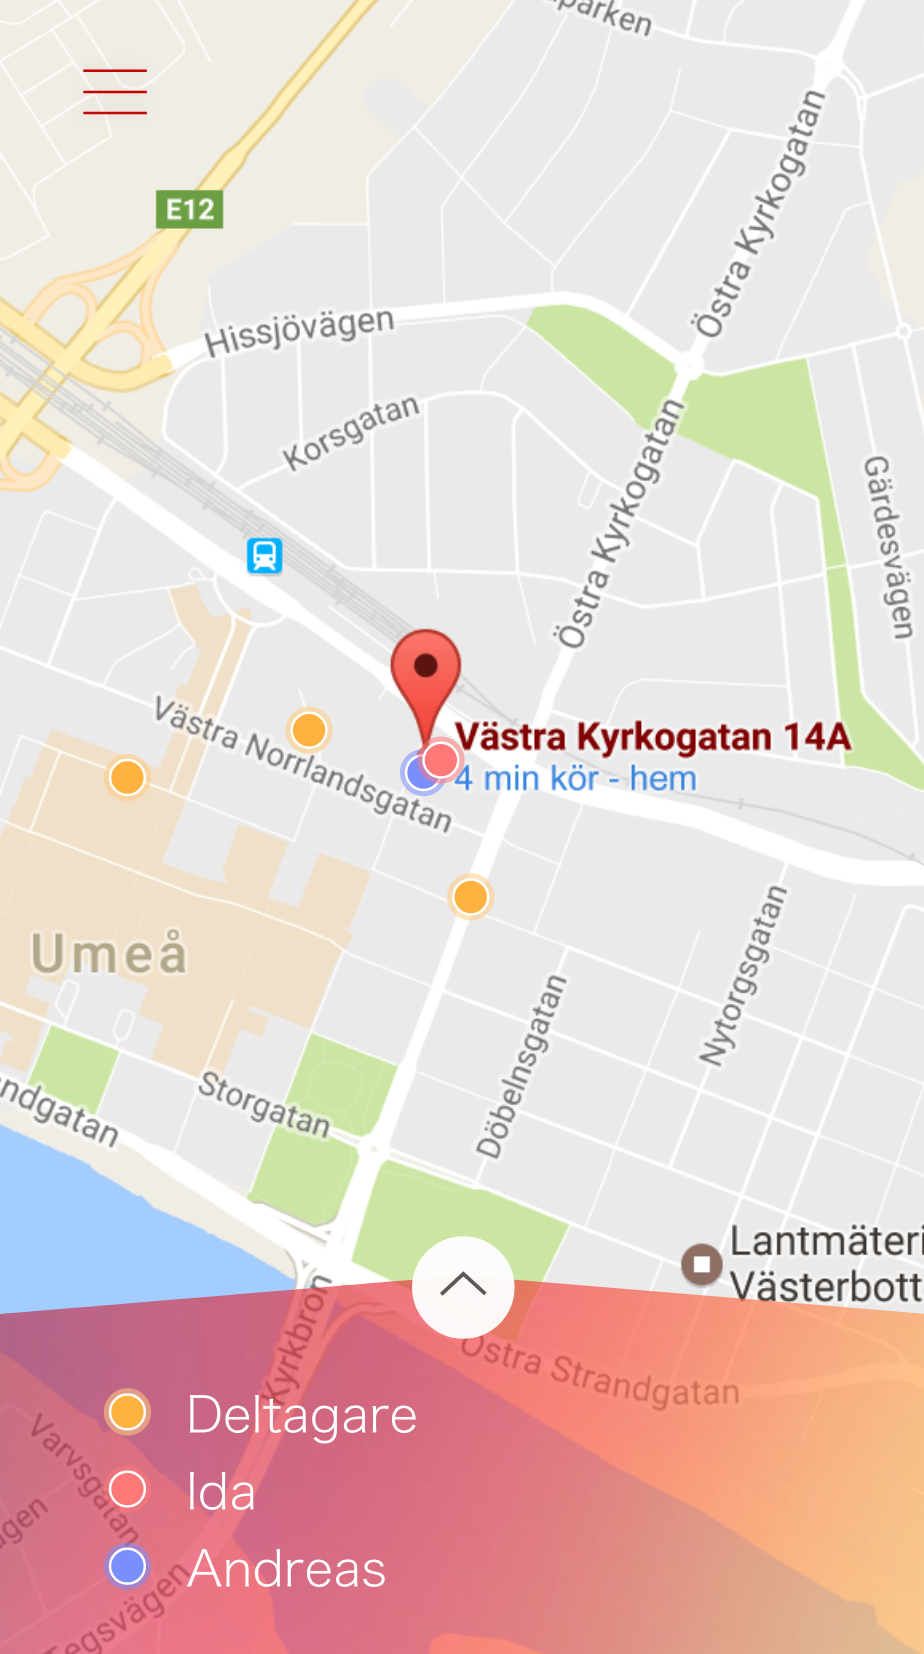 parken
Östra Kyrkogatan
E12
Hissjövägen
Korsgatan
Östra Kyrkogatan
Gärdesvägen
Västra Norrlandsgatan
Västra Kyrkogatan 14A
4 min kör - hem
Umeå
Nytorgsgatan
Döbelnsgatan
Storgatan
ndgatan
Lantmäteri
Västerbott
Kyrkbron
Östra Strandgatan
Deltagare
Varvsgatan
Ida
gen
Andreas
Tegsvägen